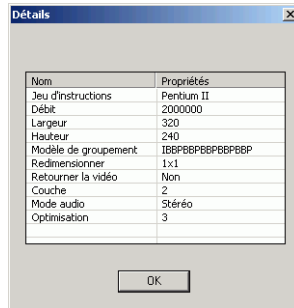 Détails
Nom Propriétés
Jeu d'instructions Pentium II
Débit 2000000
Largeur 320
Hauteur 240
Modèle de groupement IBBPBBPBBPBBPBBP
Redimensionner 1x1
Retourner la vidéo Non
Couche 2
Mode audio Stéréo
Optimisation 3
OK